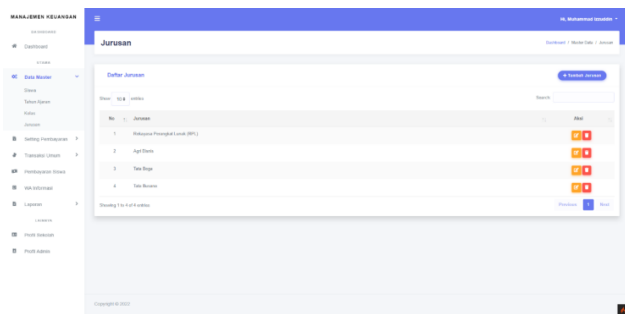 MANAJEMEN KEUANGAN
DASHBOARD
Dashboard
UTAMA
Data Master
Siswa
Tahun Ajaran
Kelas
Jurusan
Setting Pembayaran
Transaksi Umum
Pembayaran Siswa
WA Informasi
Laporan
LAINNYA
Profil Sekolah
Profil Admin
Hi, Muhammad
Jurusan
Dashboard / Master Data / Jurusan
Daftar Jurusan
Tambah Jurusan
Show 10 entries
Search:
No Jurusan Aksi
1 Rekayasa Perangkat Lunak (RPL)
2 Agri Bisnis
3 Tata Boga
4 Tata Busana
Showing 1 to 4 of 4 entries
Previous 1 Next
Copyright ©